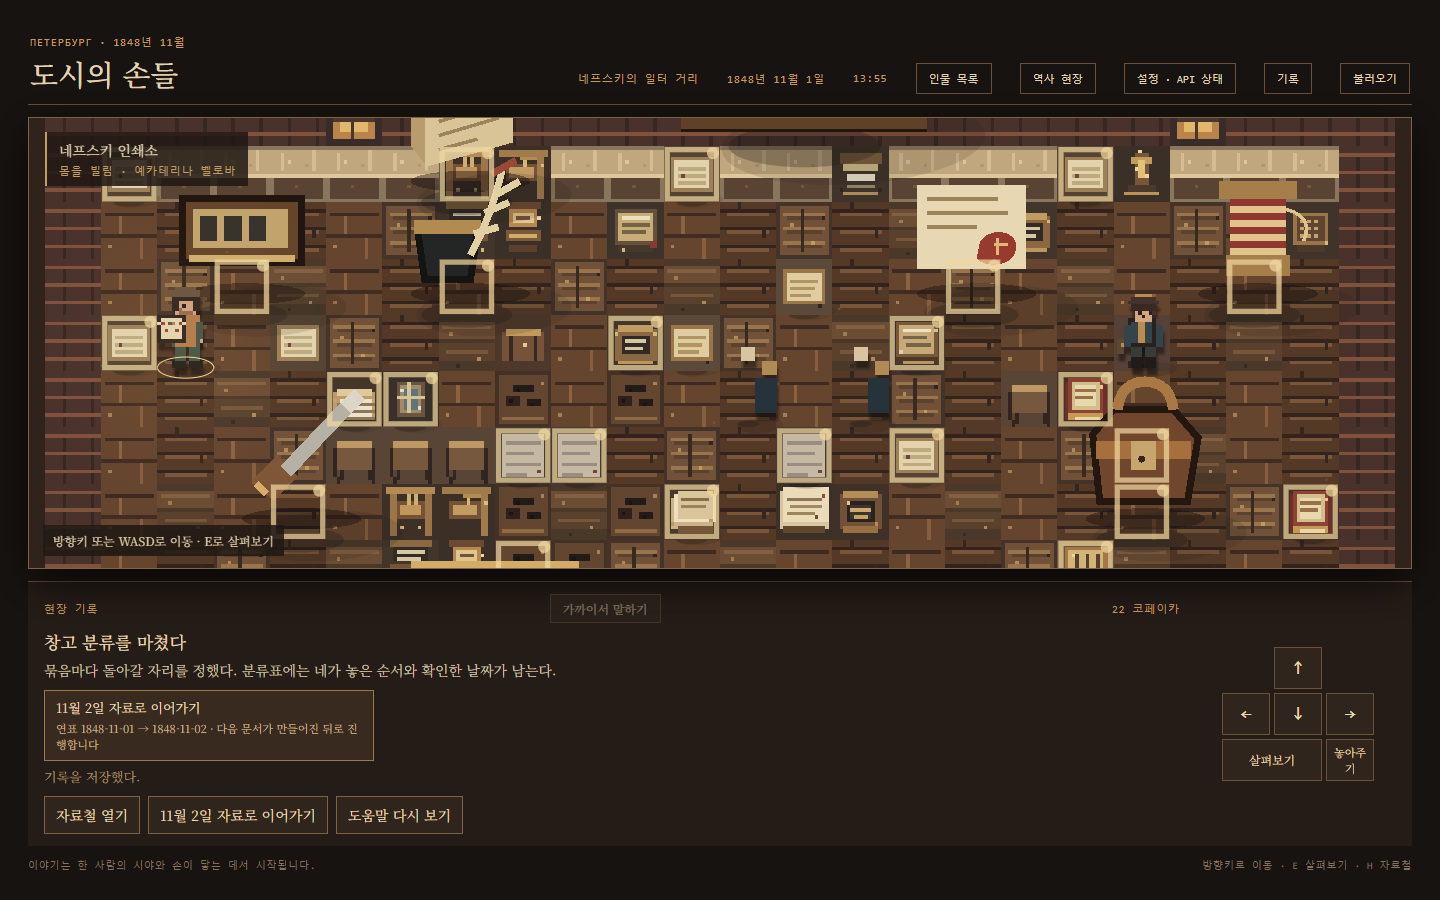 ПЕТЕРБУРГ · 1848년 11월
도시의 손들
네프스키의 일터 거리
1848년 11월 1일
13:55
인물 목록
역사 현장
설정 · API 상태
기록
불러오기
네프스키 인쇄소
몸을 빌림 · 예카테리나 벨로바
방향키 또는 WASD로 이동 · E로 살펴보기
현장 기록
가까이서 말하기
22 코페이카
창고 분류를 마쳤다
묶음마다 돌아갈 자리를 정했다. 분류표에는 네가 놓은 순서와 확인한 날짜가 남는다.
11월 2일 자료로 이어가기
연표 1848-11-01 → 1848-11-02 · 다음 문서가 만들어진 뒤로 진
행합니다
기록을 저장했다.
↑
← ↓ →
살펴보기
놓아주
기
자료철 열기
11월 2일 자료로 이어가기
도움말 다시 보기
이야기는 한 사람의 시야와 손이 닿는 데서 시작됩니다.
방향키로 이동 · E 살펴보기 · H 자료철